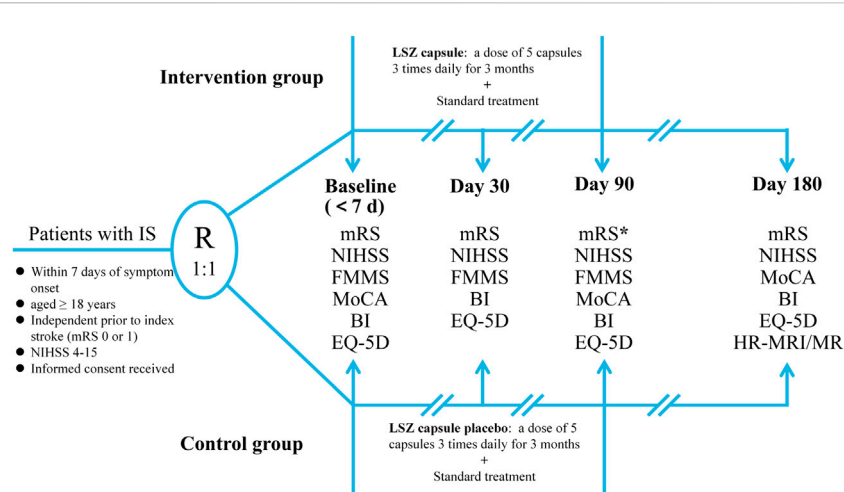 LSZ capsule: a dose of 5 capsules
3 times daily for 3 months
+
Standard treatment
Intervention group
Patients with IS
Within 7 days of symptom
onset
aged ≥ 18 years
Independent prior to index
stroke (mRS 0 or 1)
NIHSS 4-15
Informed consent received
R
1:1
Baseline
( < 7 d)
mRS
NIHSS
FMMS
MoCA
BI
EQ-5D
Day 30
mRS
NIHSS
FMMS
BI
EQ-5D
Day 90
mRS*
NIHSS
FMMS
MoCA
BI
EQ-5D
Day 180
mRS
NIHSS
MoCA
BI
EQ-5D
HR-MRI/MR
Control group
LSZ capsule placebo: a dose of 5
capsules 3 times daily for 3 months
+
Standard treatment